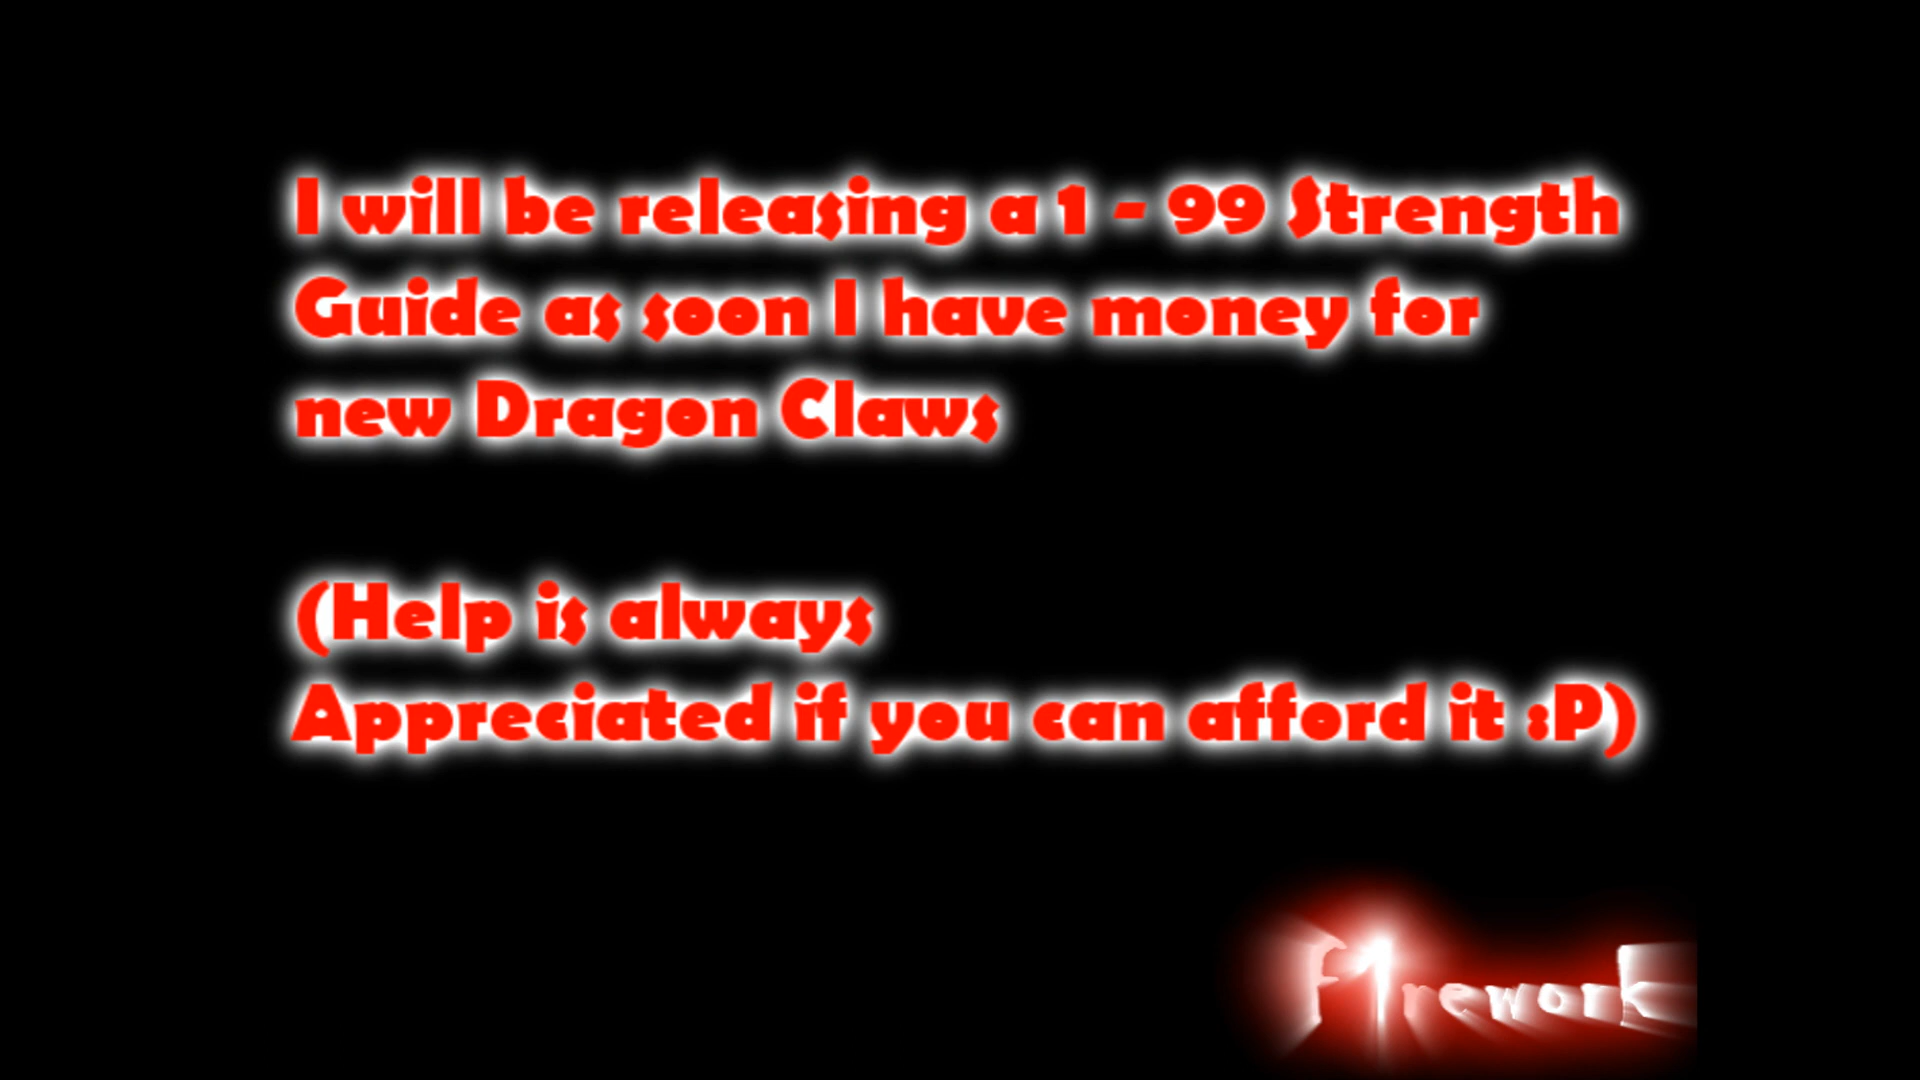 I will be releasing a 1 - 99 Strength
Guide as soon I have money for
new Dragon Claws
(Help is always
Appreciated if you can afford it :P)
F1rework